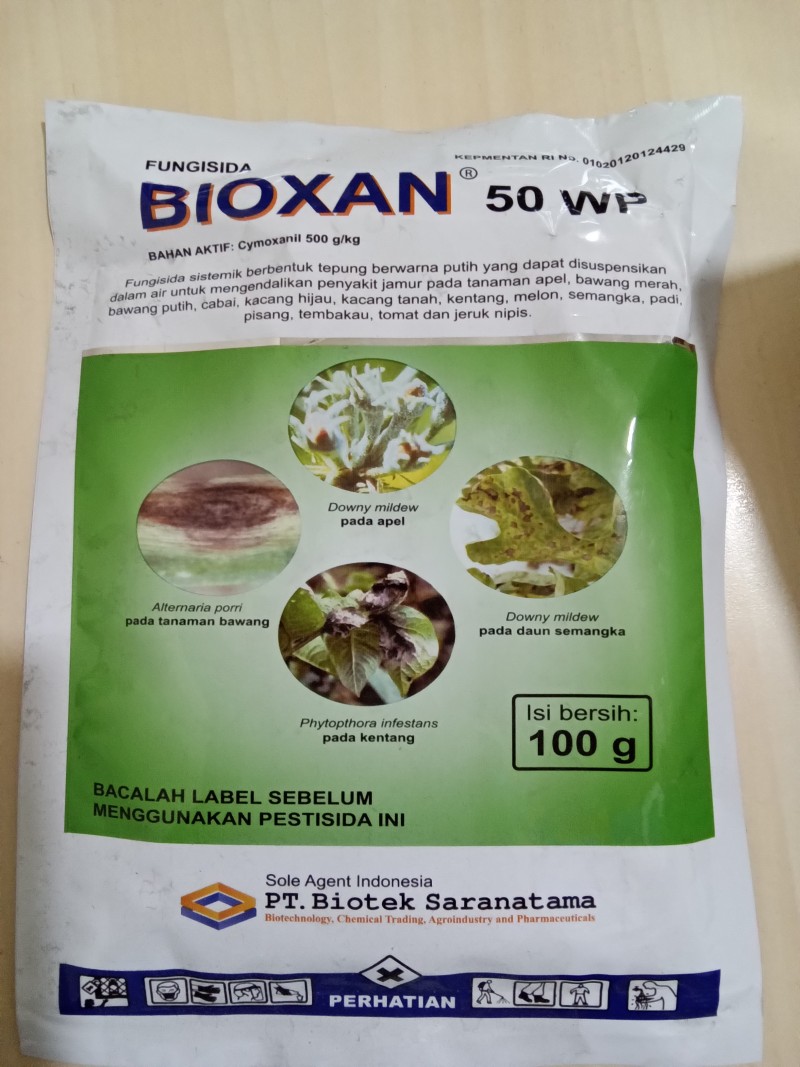 FUNGISIDA
KEPMENTAN RI No. 01020120124429
BIOXAN® 50 WP
BAHAN AKTIF: Cymoxanil 500 g/kg
Fungisida sistemik berbentuk tepung berwarna putih yang dapat disuspensikan
dalam air untuk mengendalikan penyakit jamur pada tanaman apel, bawang merah,
bawang putih, cabai, kacang hijau, kacang tanah, kentang, melon, semangka, padi,
pisang, tembakau, tomat dan jeruk nipis.
Downy mildew
pada apel
Alternaria porri
pada tanaman bawang
Downy mildew
pada daun semangka
Phytopthora infestans
pada kentang
Isi bersih:
100 g
BACALAH LABEL SEBELUM
MENGGUNAKAN PESTISIDA INI
Sole Agent Indonesia
PT. Biotek Saranatama
Biotechnology, Chemical Trading, Agroindustry and Pharmaceuticals
PERHATIAN